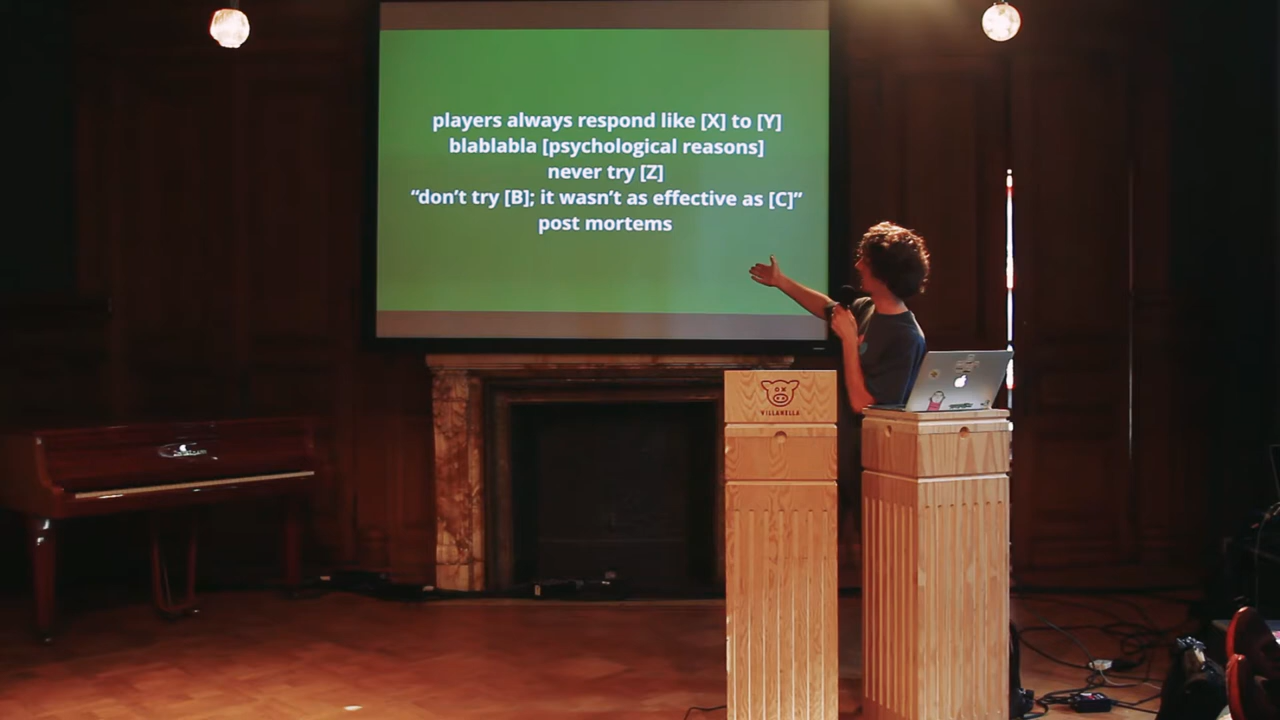 players always respond like [X] to [Y]
blablabla [psychological reasons]
never try [Z]
“don’t try [B]; it wasn’t as effective as [C]”
post mortems
VILLANELLA